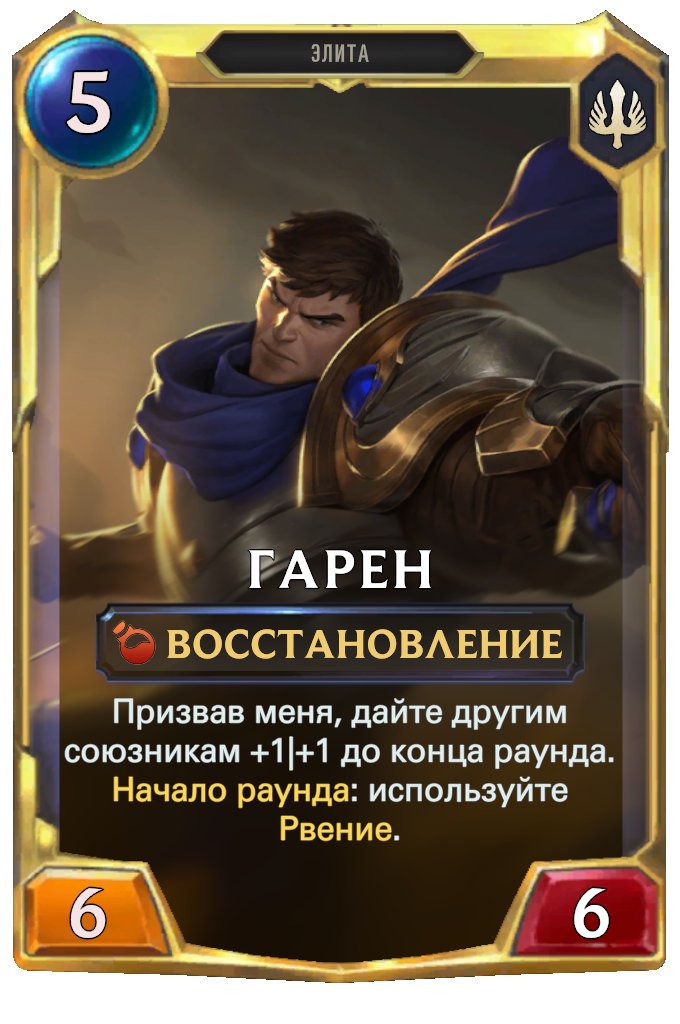 ЭЛИТА
5
ГАРЕН
ВОССТАНОВЛЕНИЕ
Призвав меня, дайте другим
союзникам +1|+1 до конца раунда.
Начало раунда: используйте
Рвение.
6
6